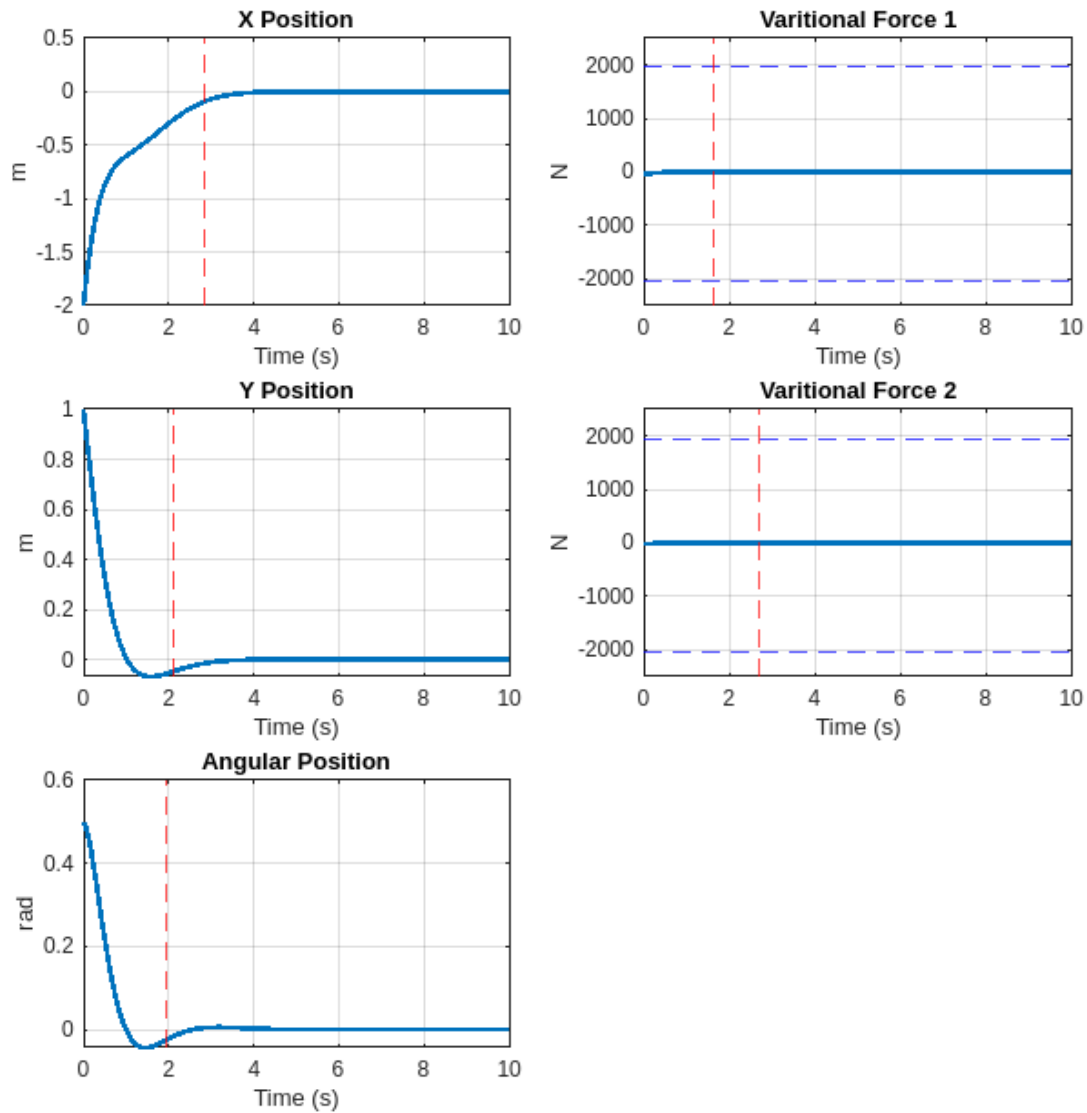 X Position
0.5
0
-0.5
-1
-1.5
-2
m
0 2 4 6 8 10
Time (s)
Varitional Force 1
2000
1000
0
-1000
-2000
N
0 2 4 6 8 10
Time (s)
Y Position
1
0.8
0.6
0.4
0.2
0
m
0 2 4 6 8 10
Time (s)
Varitional Force 2
2000
1000
0
-1000
-2000
N
0 2 4 6 8 10
Time (s)
Angular Position
0.6
0.4
0.2
0
rad
0 2 4 6 8 10
Time (s)